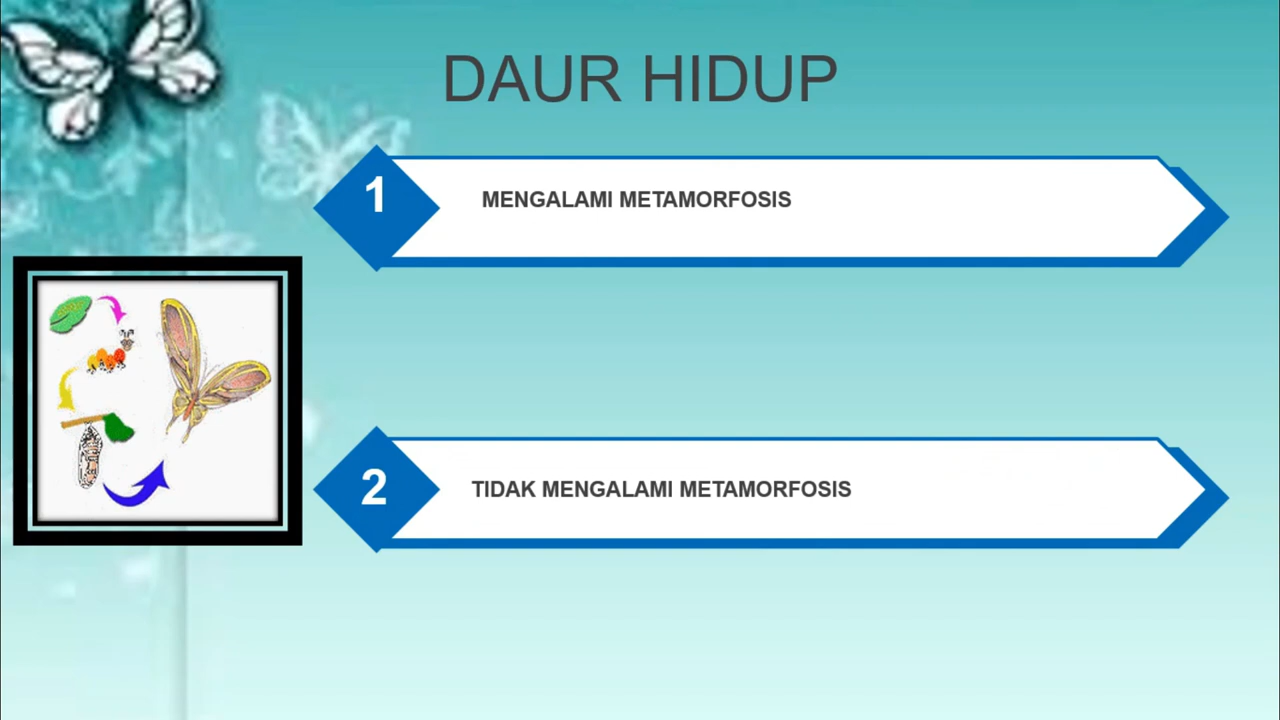 DAUR HIDUP
1
MENGALAMI METAMORFOSIS
2
TIDAK MENGALAMI METAMORFOSIS